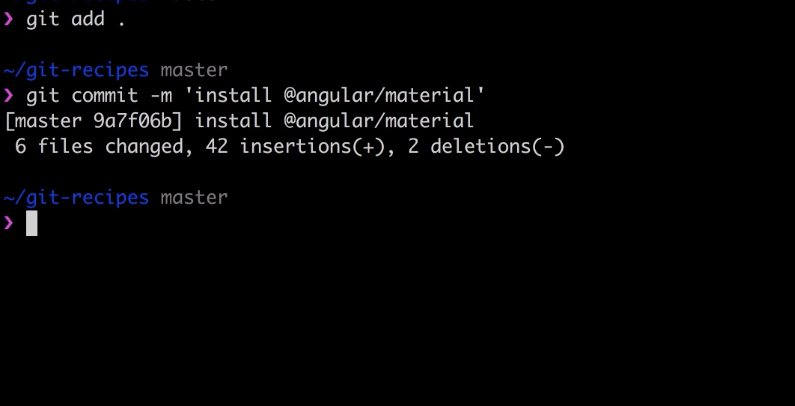 ❯ git add .
~/git-recipes master
❯ git commit -m 'install @angular/material'
[master 9a7f06b] install @angular/material
 6 files changed, 42 insertions(+), 2 deletions(-)
~/git-recipes master
❯